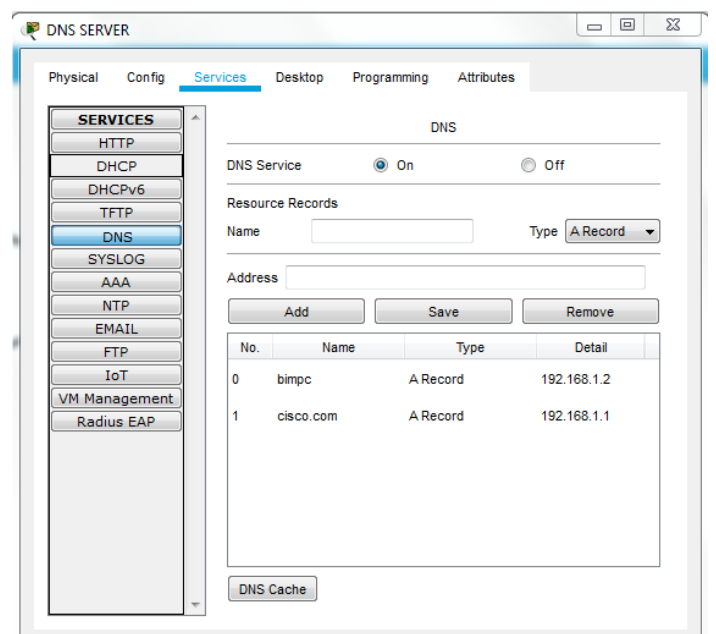 DNS SERVER
Physical Config Services Desktop Programming Attributes
SERVICES
HTTP
DHCP
DHCPv6
TFTP
DNS
SYSLOG
AAA
NTP
EMAIL
FTP
IoT
VM Management
Radius EAP
DNS
DNS Service On Off
Resource Records
Name Type A Record
Address
Add Save Remove
No. Name Type Detail
0 bimpc A Record 192.168.1.2
1 cisco.com A Record 192.168.1.1
DNS Cache